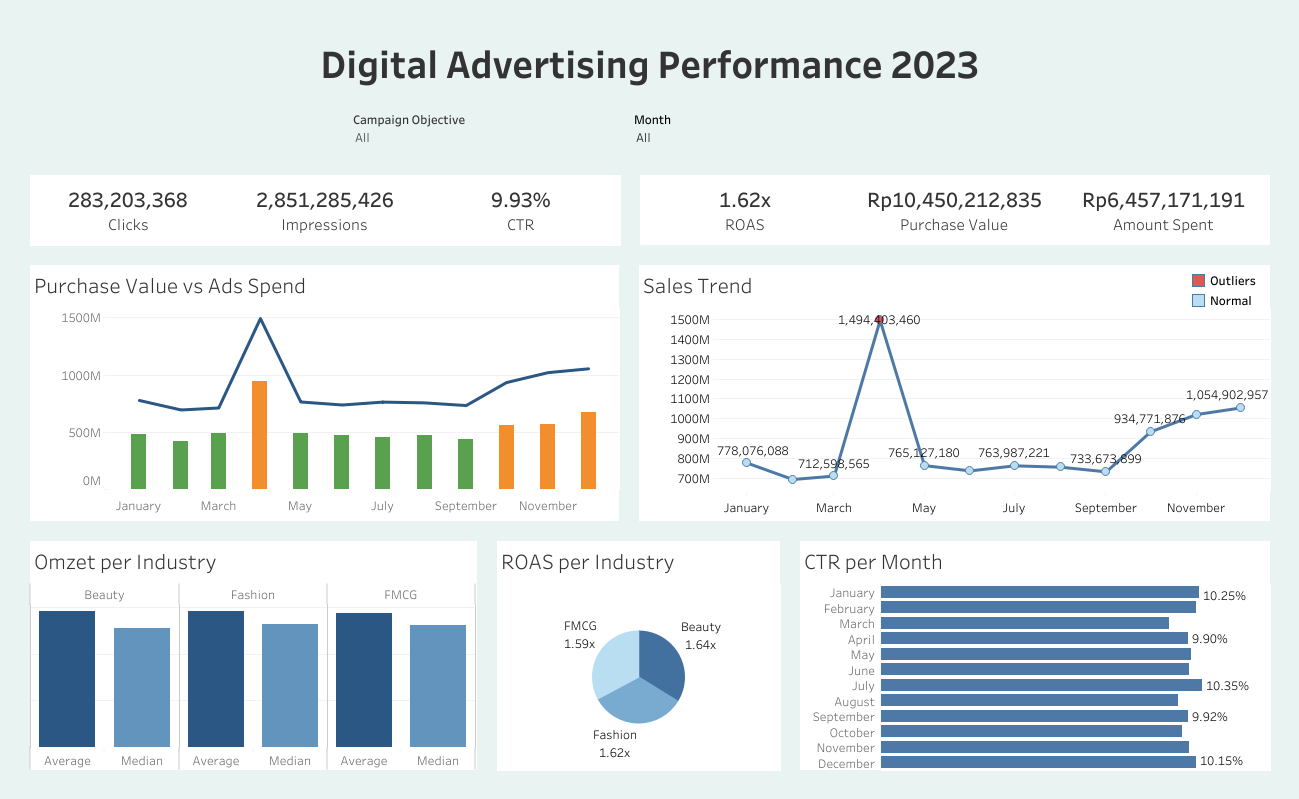 Digital Advertising Performance 2023
Campaign Objective
All
Month
All
283,203,368
Clicks
2,851,285,426
Impressions
9.93%
CTR
1.62x
ROAS
Rp10,450,212,835
Purchase Value
Rp6,457,171,191
Amount Spent
Purchase Value vs Ads Spend
1500M
1000M
500M
0M
January March May July September November
Sales Trend
Outliers
Normal
1500M
1400M
1300M
1200M
1100M
1000M
900M
800M
700M
1,494,403,460
1,054,902,957
934,771,876
778,076,088
712,598,565
765,127,180
763,987,221
733,673,899
January March May July September November
Omzet per Industry
Beauty Fashion FMCG
Average Median Average Median Average Median
ROAS per Industry
FMCG
1.59x
Beauty
1.64x
Fashion
1.62x
CTR per Month
January 10.25%
February
March
April 9.90%
May
June
July 10.35%
August
September 9.92%
October
November
December 10.15%